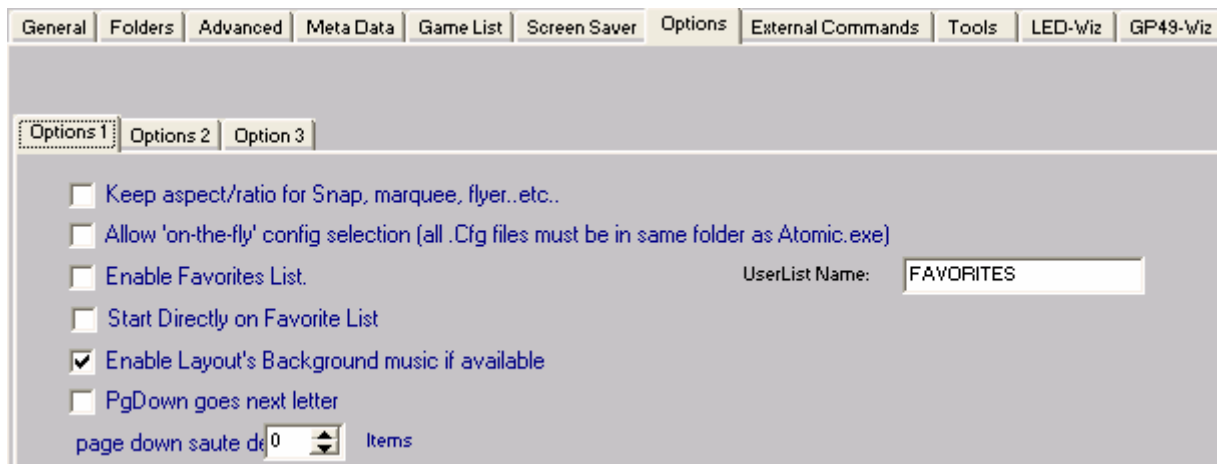 General Folders Advanced Meta Data Game List Screen Saver Options External Commands Tools LED-Wiz GP49-Wiz
Options 1 Options 2 Option 3
Keep aspect/ratio for Snap, marquee, flyer..etc..
Allow 'on-the-fly' config selection (all .Cfg files must be in same folder as Atomic.exe)
Enable Favorites List. UserList Name: FAVORITES
Start Directly on Favorite List
Enable Layout's Background music if available
PgDown goes next letter
page down saute de 0 Items